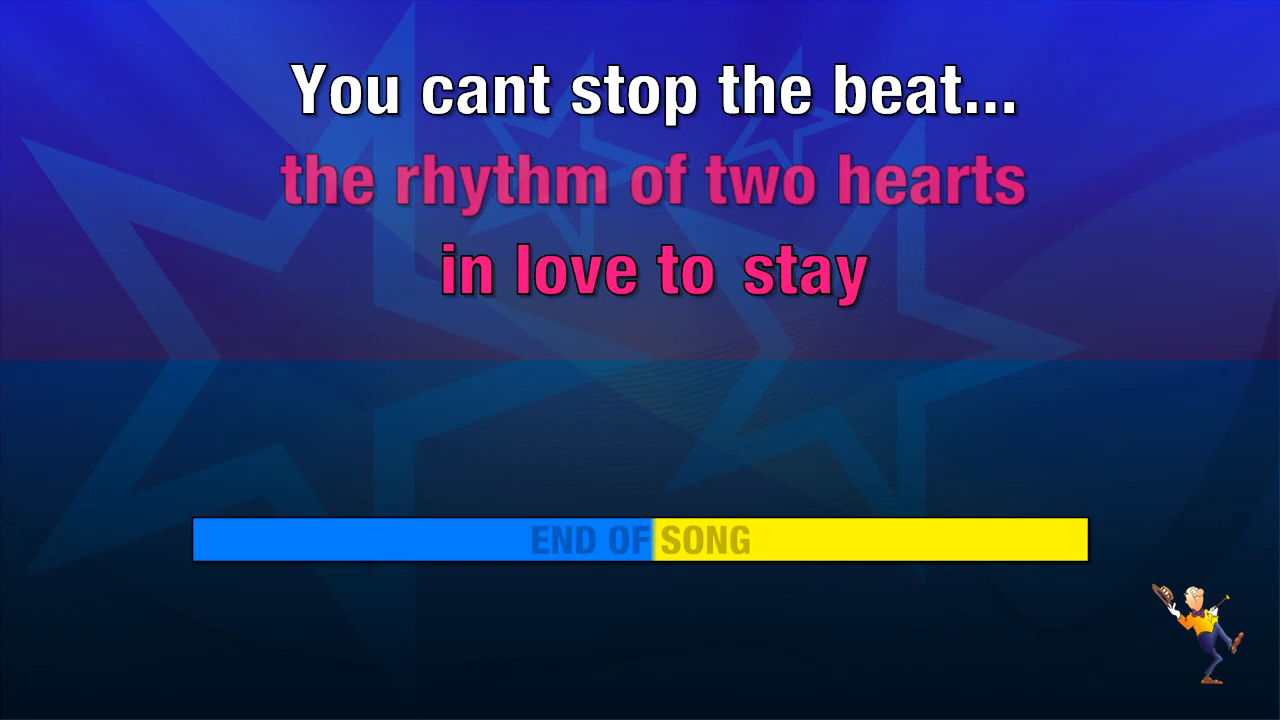 You cant stop the beat...
the rhythm of two hearts
in love to stay
END OF SONG